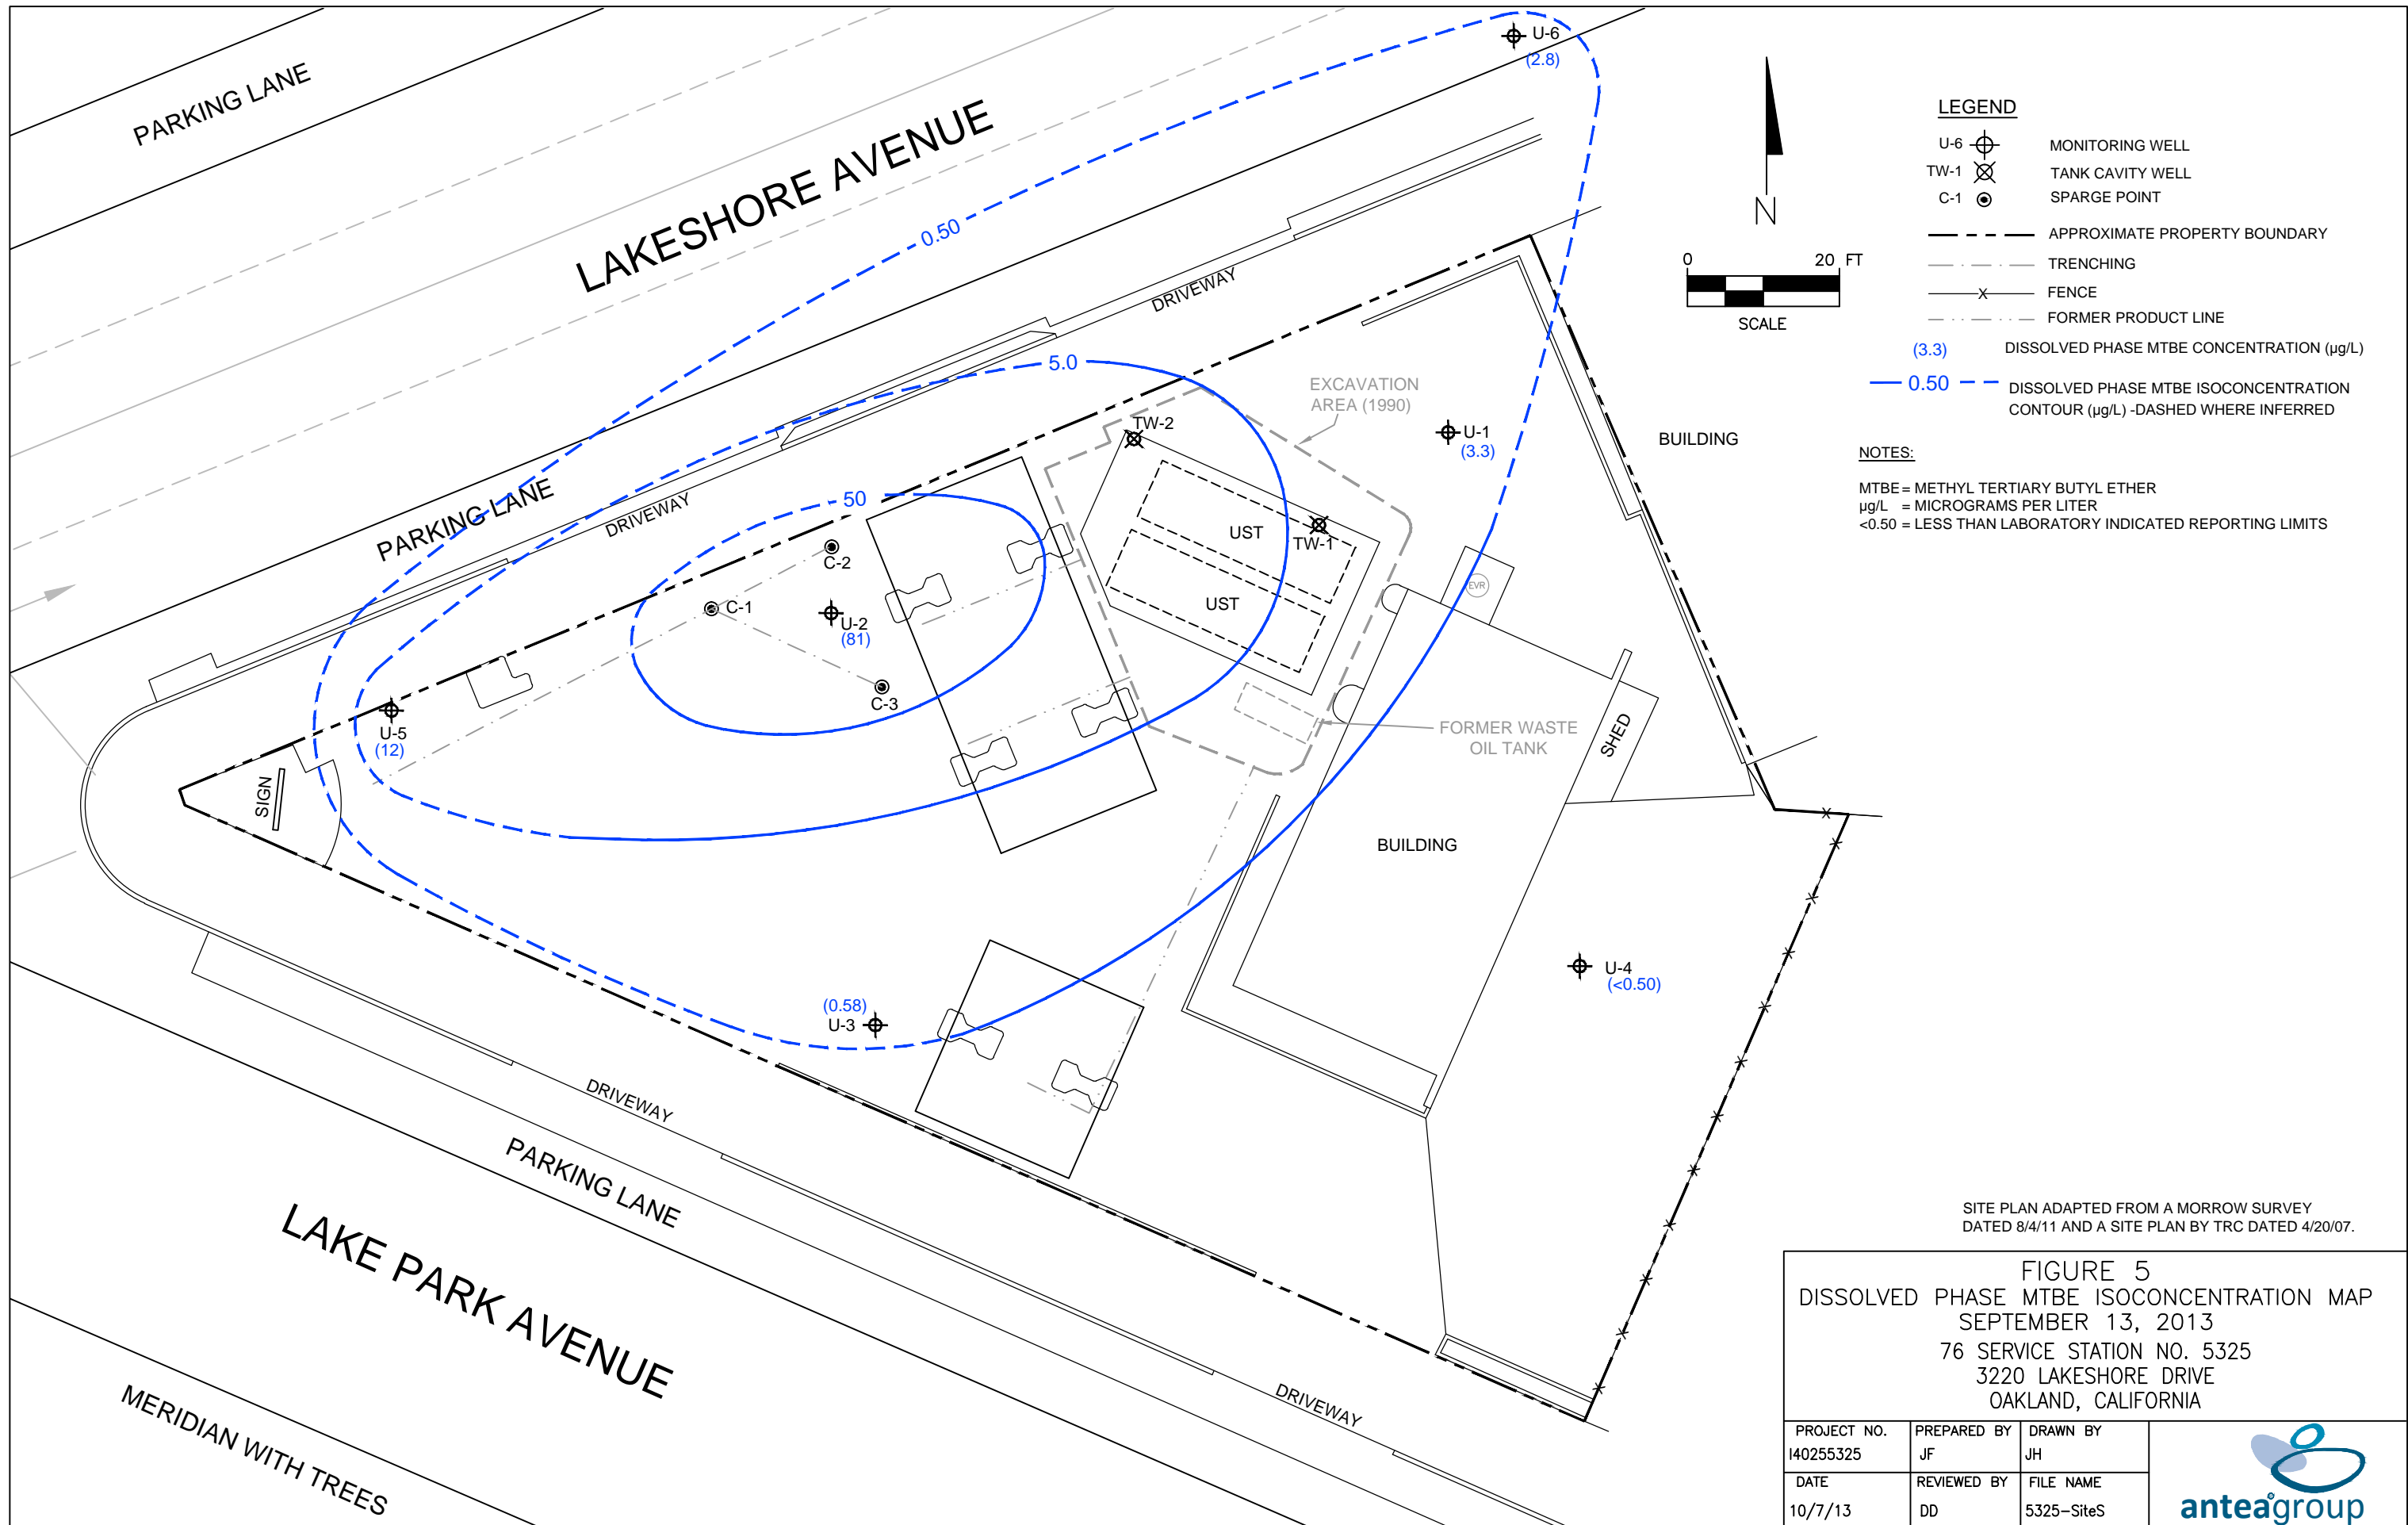 PARKING LANE
LAKESHORE AVENUE
U-6
(2.8)
0.50
DRIVEWAY
5.0
EXCAVATION
AREA (1990)
TW-2
U-1
(3.3)
BUILDING
50
PARKING LANE
DRIVEWAY
UST
TW-1
UST
C-2
C-1
U-2
(81)
C-3
EVR
U-5
(12)
SIGN
FORMER WASTE
OIL TANK
SHED
BUILDING
U-4
(<0.50)
(0.58)
U-3
DRIVEWAY
PARKING LANE
LAKE PARK AVENUE
MERIDIAN WITH TREES
DRIVEWAY
N
0 20 FT
SCALE
LEGEND
U-6 MONITORING WELL
TW-1 TANK CAVITY WELL
C-1 SPARGE POINT
APPROXIMATE PROPERTY BOUNDARY
TRENCHING
X FENCE
FORMER PRODUCT LINE
(3.3) DISSOLVED PHASE MTBE CONCENTRATION (µg/L)
0.50 DISSOLVED PHASE MTBE ISOCONCENTRATION
CONTOUR (µg/L) -DASHED WHERE INFERRED
NOTES:
MTBE = METHYL TERTIARY BUTYL ETHER
µg/L = MICROGRAMS PER LITER
<0.50 = LESS THAN LABORATORY INDICATED REPORTING LIMITS
SITE PLAN ADAPTED FROM A MORROW SURVEY
DATED 8/4/11 AND A SITE PLAN BY TRC DATED 4/20/07.
FIGURE 5
DISSOLVED PHASE MTBE ISOCONCENTRATION MAP
SEPTEMBER 13, 2013
76 SERVICE STATION NO. 5325
3220 LAKESHORE DRIVE
OAKLAND, CALIFORNIA
PROJECT NO. PREPARED BY DRAWN BY
I40255325 JF JH
DATE REVIEWED BY FILE NAME
10/7/13 DD 5325-SiteS
anteagroup